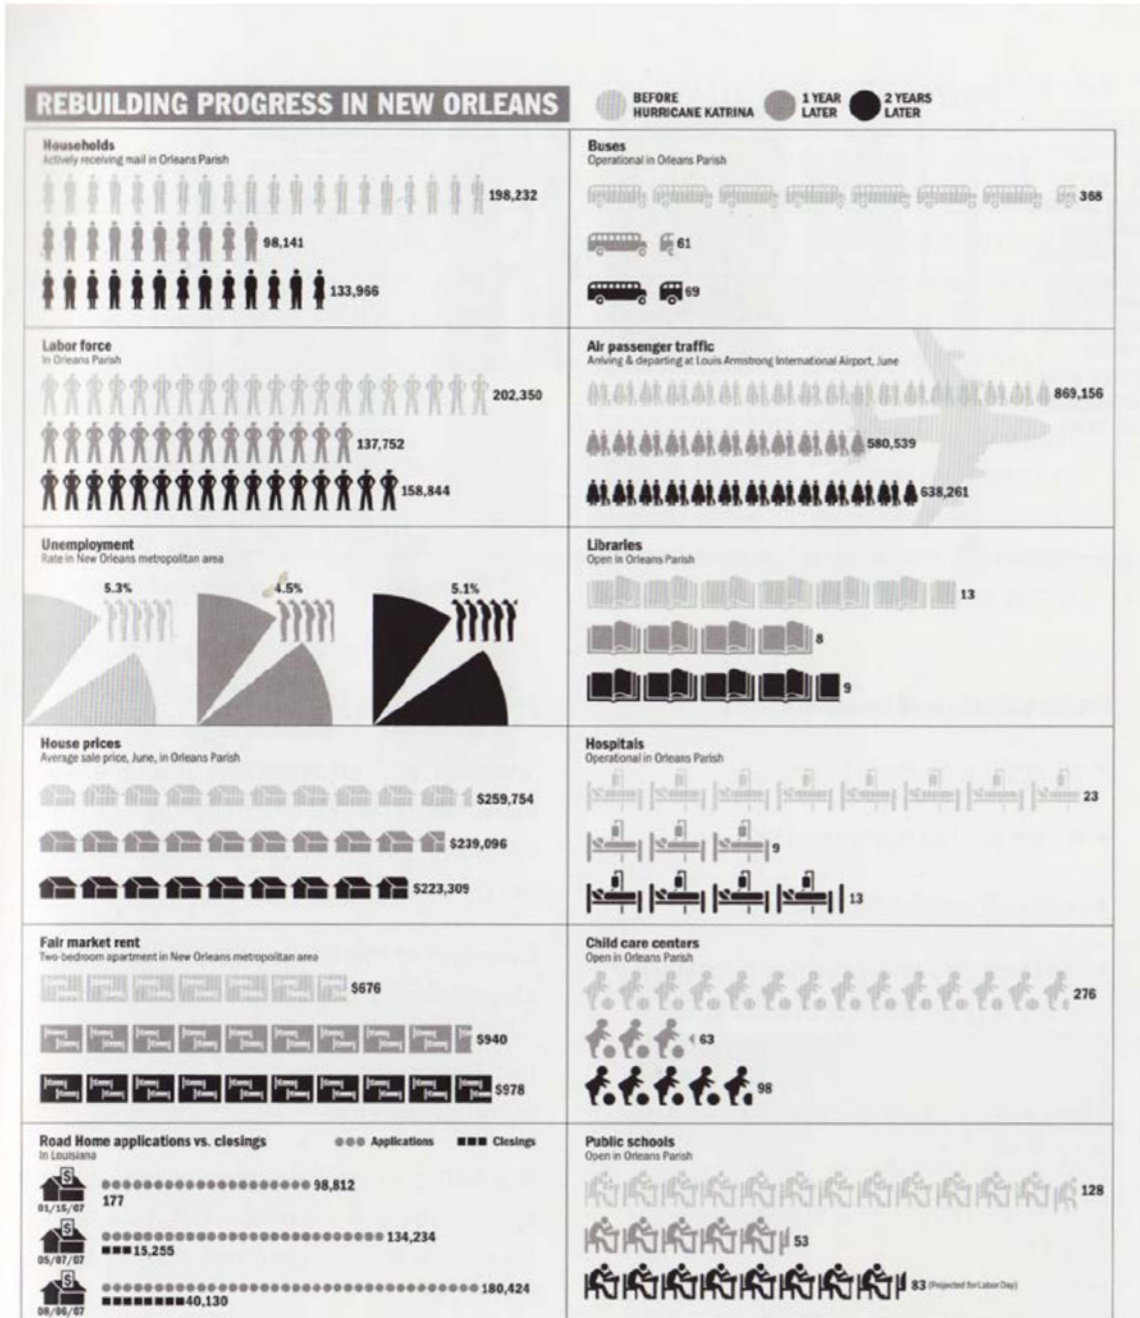 REBUILDING PROGRESS IN NEW ORLEANS
BEFORE
HURRICANE KATRINA
1 YEAR
LATER
2 YEARS
LATER
Households
Actively receiving mail in Orleans Parish
198,232
98,141
133,966
Buses
Operational in Orleans Parish
368
61
69
Labor force
In Orleans Parish
202,350
137,752
158,844
Air passenger traffic
Arriving & departing at Louis Armstrong International Airport, June
869,156
580,539
638,261
Unemployment
Rate in New Orleans metropolitan area
5.3%
4.5%
5.1%
Libraries
Open in Orleans Parish
13
8
9
House prices
Average sale price, June, in Orleans Parish
$259,754
$239,096
$223,309
Hospitals
Operational in Orleans Parish
23
9
13
Fair market rent
Two-bedroom apartment in New Orleans metropolitan area
$676
$940
$978
Child care centers
Open in Orleans Parish
276
63
98
Road Home applications vs. closings
Applications
Closings
In Louisiana
$
98,812
177
01/15/07
$
134,234
15,255
05/07/07
$
180,424
40,130
08/06/07
Public schools
Open in Orleans Parish
128
53
83 (Projected for Labor Day)